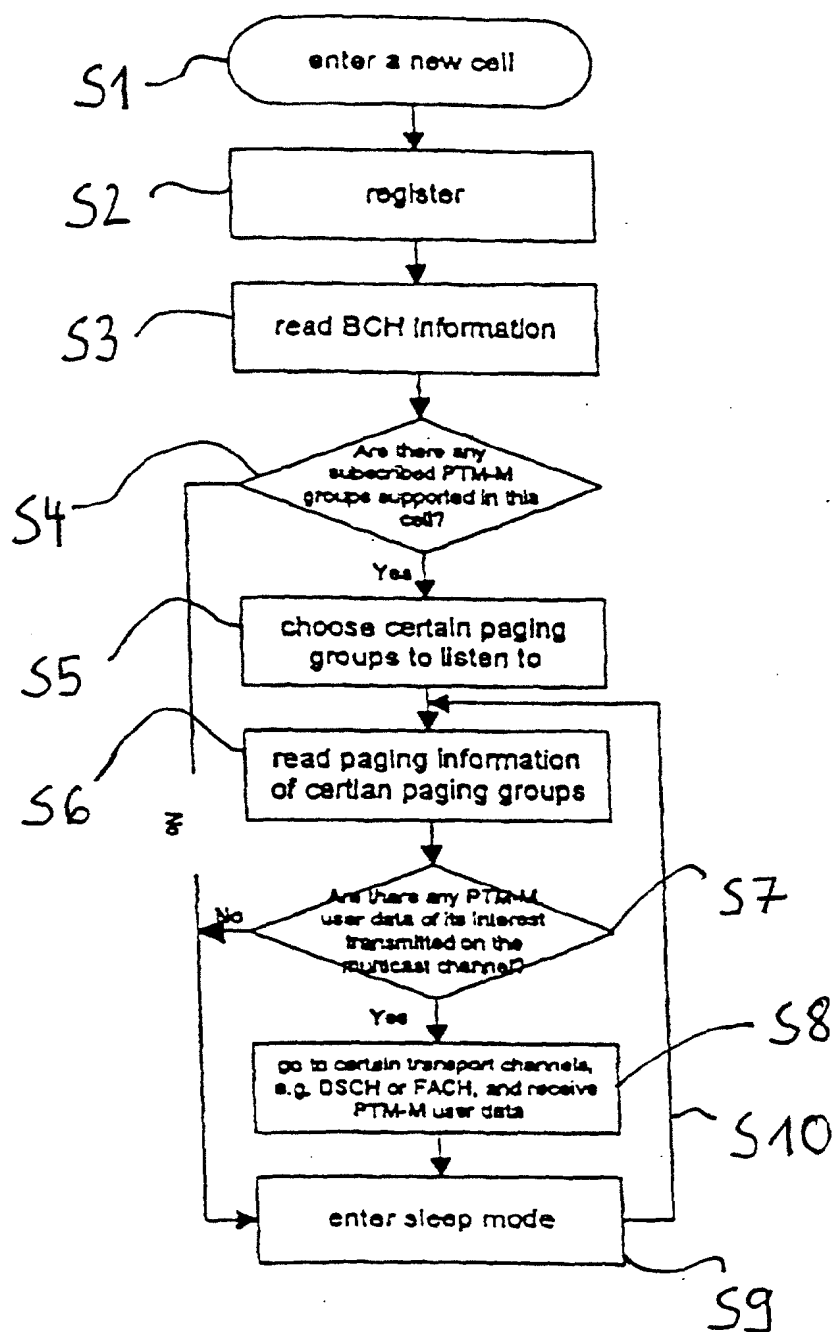 S1
enter a new cell
S2
register
S3
read BCH information
S4
Are there any
subscribed PTM-M
groups supported in this
cell?
Yes
S5
choose certain paging
groups to listen to
S6
read paging information
of certian paging groups
No
S7
Are there any PTM-M
user data of its interest
transmitted on the
multicast channel?
No
Yes
S8
go to certain transport channels,
e.g. DSCH or FACH, and receive
PTM-M user data
S10
enter sleep mode
S9